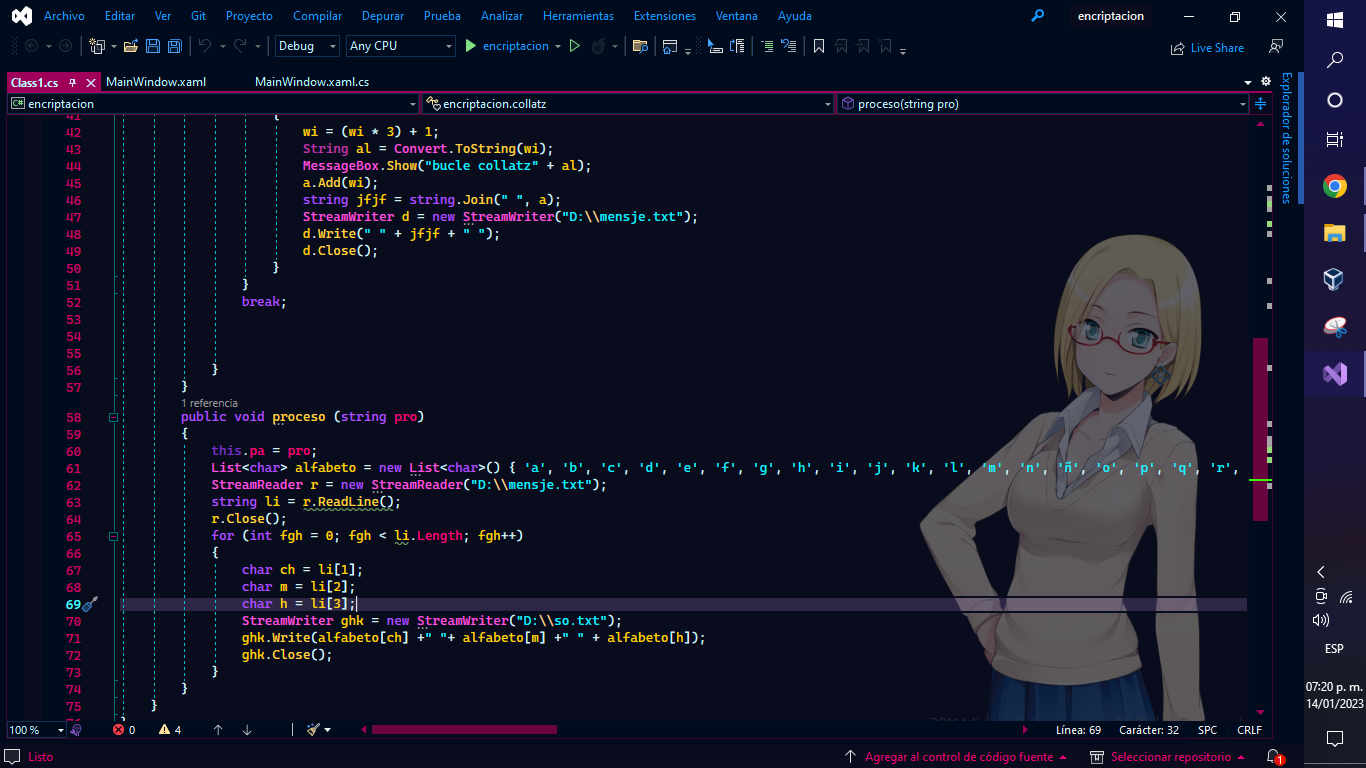 Archivo Editar Ver Git Proyecto Compilar Depurar Prueba Analizar Herramientas Extensiones Ventana Ayuda encriptacion
Debug Any CPU encriptacion Live Share
Class1.cs MainWindow.xaml MainWindow.xaml.cs
C# encriptacion encriptacion.collatz proceso(string pro)
Explorador de soluciones
41 {
42 wi = (wi * 3) + 1;
43 String al = Convert.ToString(wi);
44 MessageBox.Show("bucle collatz" + al);
45 a.Add(wi);
46 string jfjf = string.Join(" ", a);
47 StreamWriter d = new StreamWriter("D:\\mensje.txt");
48 d.Write(" " + jfjf + " ");
49 d.Close();
50 }
51 }
52 break;
53
54
55
56 }
57 }
1 referencia
58 public void proceso (string pro)
59 {
60 this.pa = pro;
61 List<char> alfabeto = new List<char>() { 'a', 'b', 'c', 'd', 'e', 'f', 'g', 'h', 'i', 'j', 'k', 'l', 'm', 'n', 'ñ', 'o', 'p', 'q', 'r',
62 StreamReader r = new StreamReader("D:\\mensje.txt");
63 string li = r.ReadLine();
64 r.Close();
65 for (int fgh = 0; fgh < li.Length; fgh++)
66 {
67 char ch = li[1];
68 char m = li[2];
69 char h = li[3];
70 StreamWriter ghk = new StreamWriter("D:\\so.txt");
71 ghk.Write(alfabeto[ch] +" "+ alfabeto[m] +" " + alfabeto[h]);
72 ghk.Close();
73 }
74 }
75 }
100 % 0 4 Línea: 69 Carácter: 32 SPC CRLF
Listo Agregar al control de código fuente Seleccionar repositorio 1
ESP
07:20 p. m.
14/01/2023